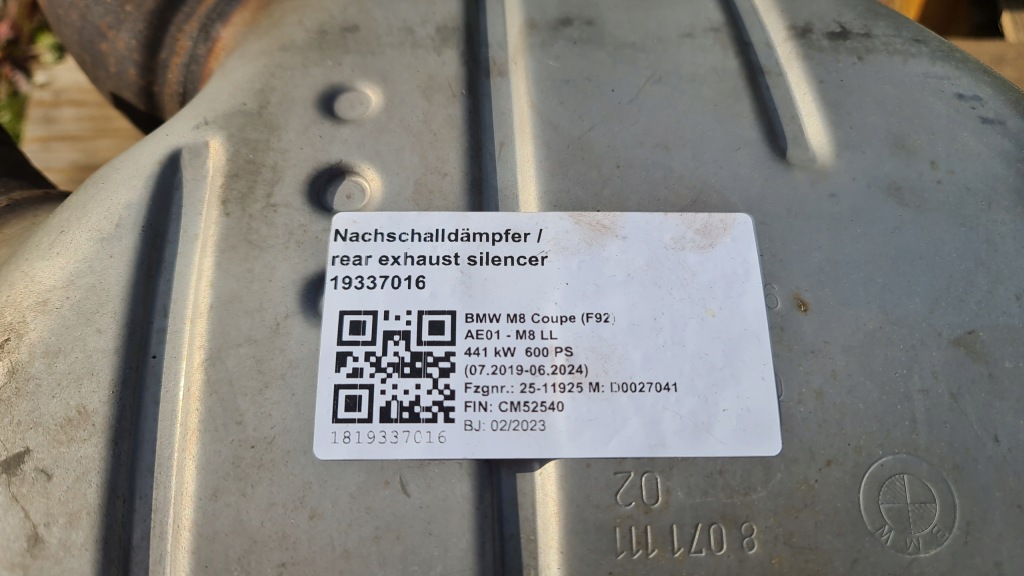 Nachschalldämpfer /
rear exhaust silencer
19337016
BMW M8 Coupe (F92)
AE01 - M8 LL
441 kW 600 PS
(07.2019-06.2024)
Fzgnr.: 25-11925 M: D0027041
FIN: CM52540
BJ: 02/2023
1819337016
8 071 111
02
BMW